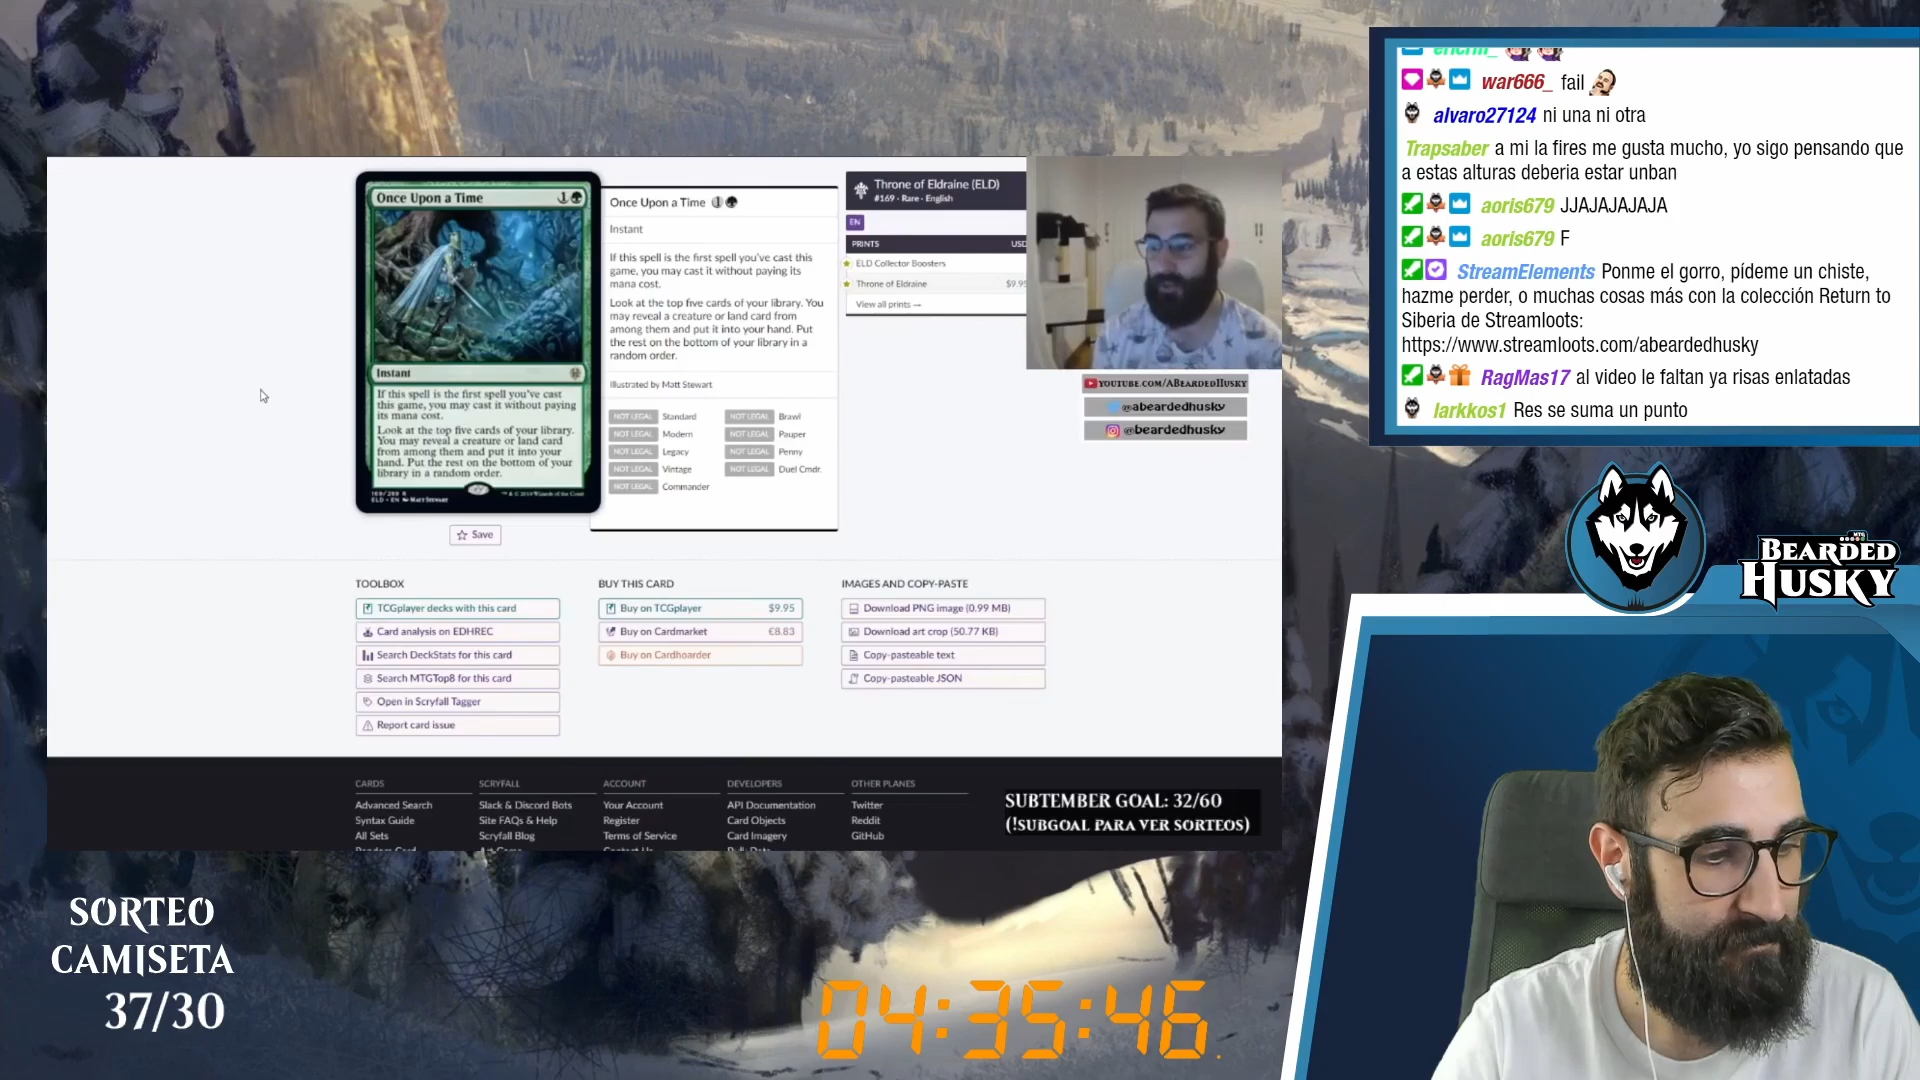 Once Upon a Time 1
Instant
If this spell is the first spell you've cast
this game, you may cast it without paying
its mana cost.
Look at the top five cards of your library.
You may reveal a creature or land card
from among them and put it into your
hand. Put the rest on the bottom of your
library in a random order.
ELD • EN MATT STEWART
Save
Once Upon a Time 1
Instant
If this spell is the first spell you've cast this
game, you may cast it without paying its
mana cost.
Look at the top five cards of your library. You
may reveal a creature or land card from
among them and put it into your hand. Put
the rest on the bottom of your library in a
random order.
Illustrated by Matt Stewart
NOT LEGAL Standard NOT LEGAL Brawl
NOT LEGAL Modern NOT LEGAL Pauper
NOT LEGAL Legacy NOT LEGAL Penny
NOT LEGAL Vintage NOT LEGAL Duel Cmdr.
NOT LEGAL Commander
Throne of Eldraine (ELD)
#169 · Rare · English
EN
PRINTS USD
ELD Collector Boosters
Throne of Eldraine $9.95
View all prints →
YOUTUBE.COM/ABEARDEDHUSKY
@abeardedhusky
@beardedhusky
TOOLBOX
TCGplayer decks with this card
Card analysis on EDHREC
Search DeckStats for this card
Search MTGTop8 for this card
Open in Scryfall Tagger
Report card issue
BUY THIS CARD
Buy on TCGplayer $9.95
Buy on Cardmarket €8.83
Buy on Cardhoarder
IMAGES AND COPY-PASTE
Download PNG image (0.99 MB)
Download art crop (50.77 KB)
Copy-pasteable text
Copy-pasteable JSON
CARDS
Advanced Search
Syntax Guide
All Sets
Random Card
SCRYFALL
Slack & Discord Bots
Site FAQs & Help
Scryfall Blog
ACCOUNT
Your Account
Register
Terms of Service
Contact Us
DEVELOPERS
API Documentation
Card Objects
Card Imagery
Bulk Data
OTHER PLANES
Twitter
Reddit
GitHub
SUBTEMBER GOAL: 32/60
(!SUBGOAL PARA VER SORTEOS)
SORTEO
CAMISETA
37/30
04:35:46
war666_ fail
alvaro27124 ni una ni otra
Trapsaber a mi la fires me gusta mucho, yo sigo pensando que
a estas alturas deberia estar unban
aoris679 JJAJAJAJAJA
aoris679 F
StreamElements Ponme el gorro, pídeme un chiste,
hazme perder, o muchas cosas más con la colección Return to
Siberia de Streamloots:
https://www.streamloots.com/abeardedhusky
RagMas17 al video le faltan ya risas enlatadas
larkkos1 Res se suma un punto
MTG
BEARDED
HUSKY